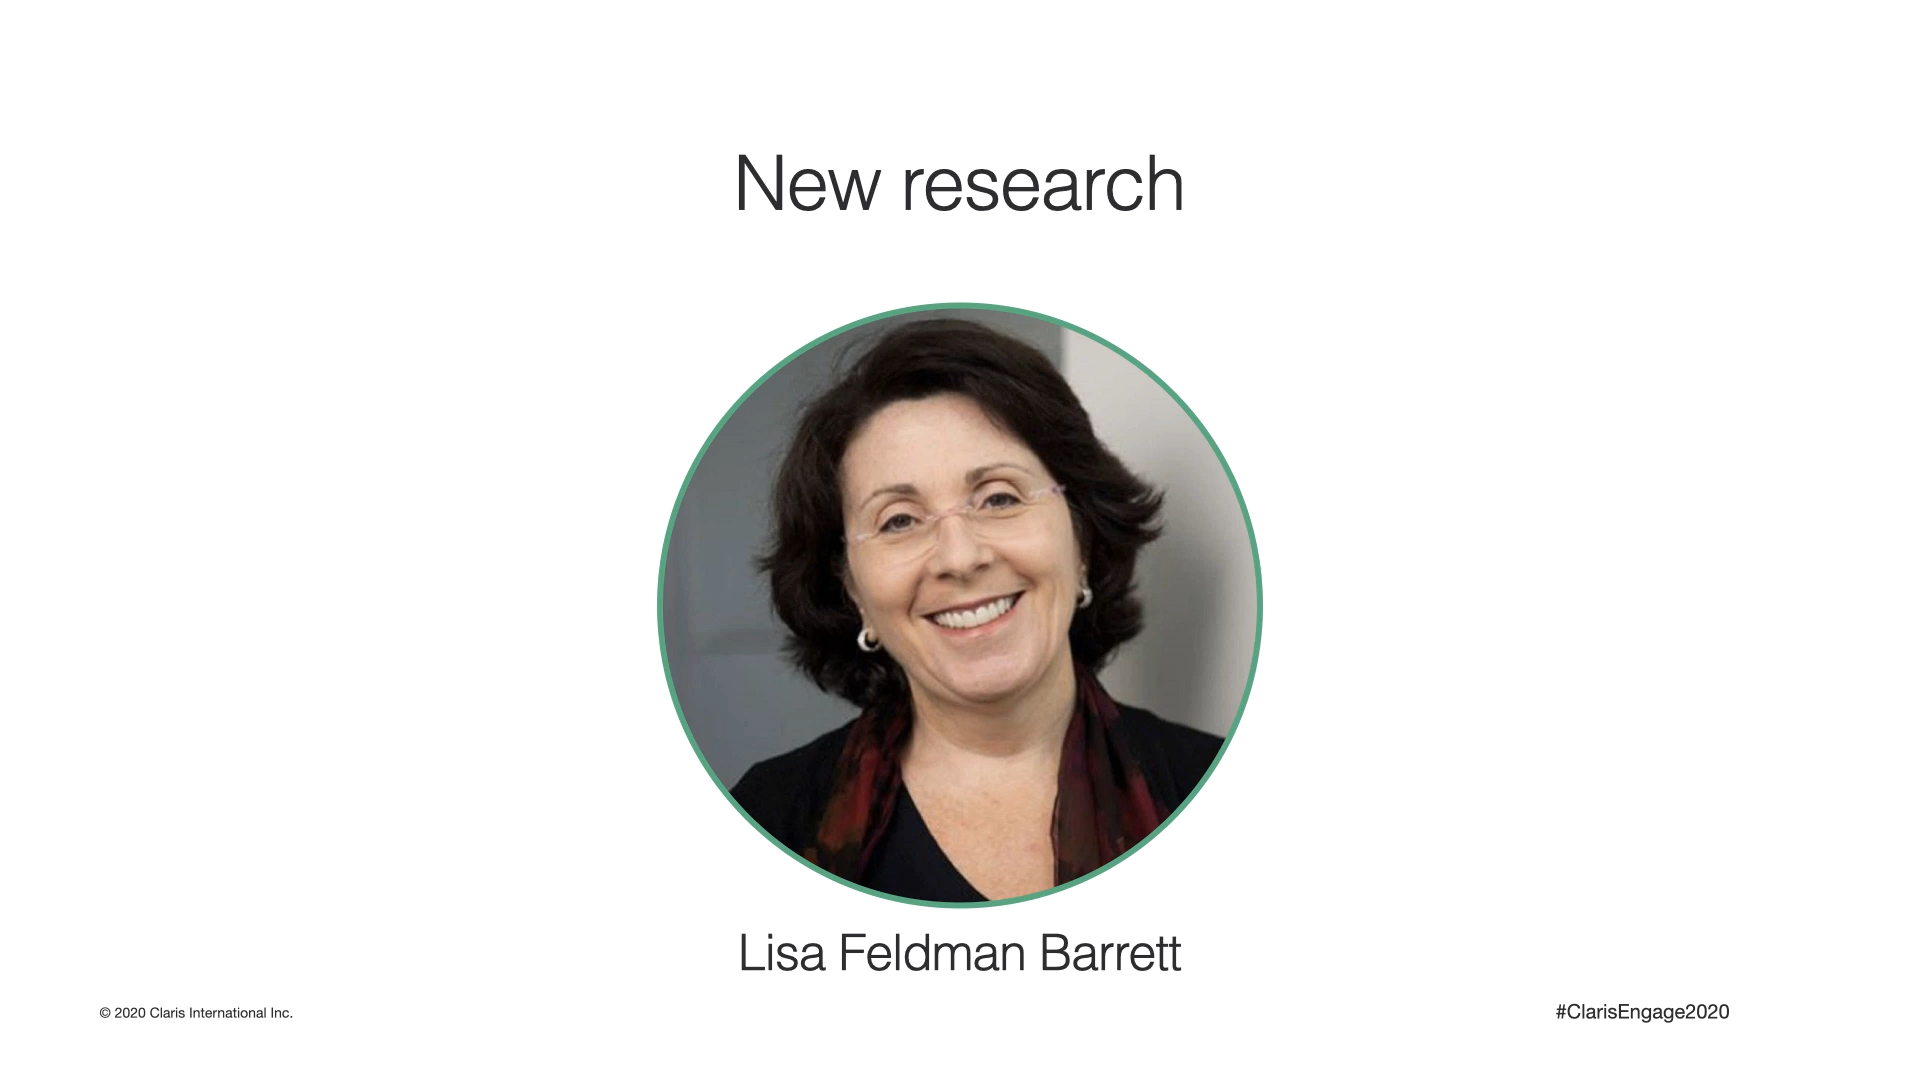 New research
Lisa Feldman Barrett
© 2020 Claris International Inc.
#ClarisEngage2020